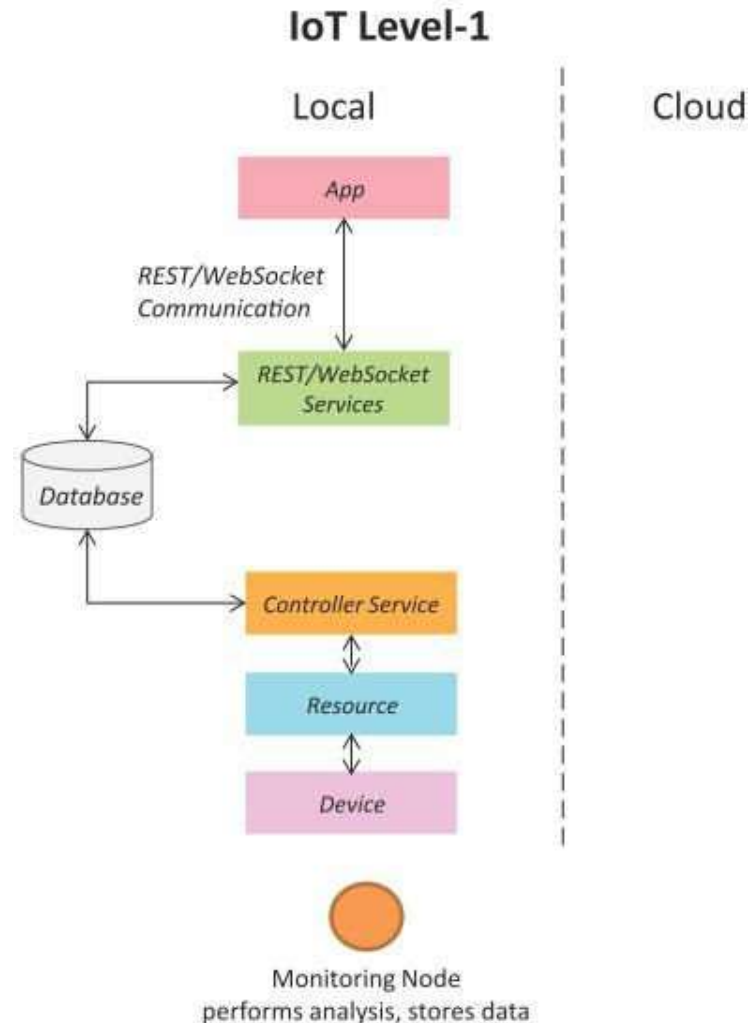 IoT Level-1
Local
Cloud
App
REST/WebSocket
Communication
REST/WebSocket
Services
Database
Controller Service
Resource
Device
Monitoring Node
performs analysis, stores data